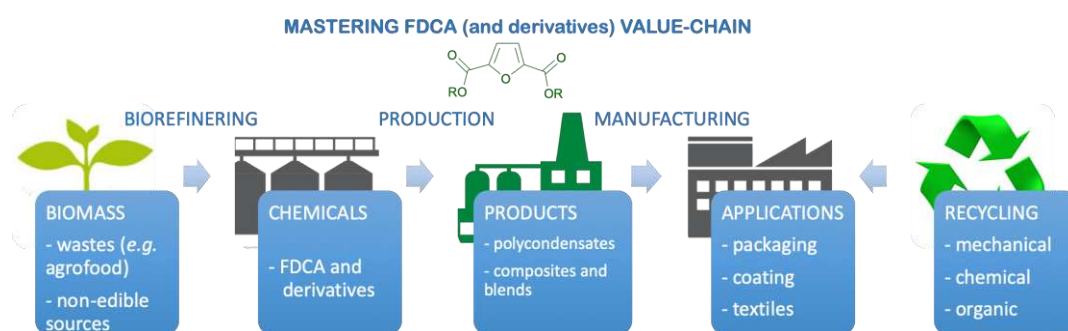 MASTERING FDCA (and derivatives) VALUE-CHAIN
O
O
O
RO
OR
BIOREFINERING
PRODUCTION
MANUFACTURING
BIOMASS
- wastes (e.g.
agrofood)
- non-edible
sources
CHEMICALS
- FDCA and
derivatives
PRODUCTS
- polycondensates
- composites and
blends
APPLICATIONS
- packaging
- coating
- textiles
RECYCLING
- mechanical
- chemical
- organic